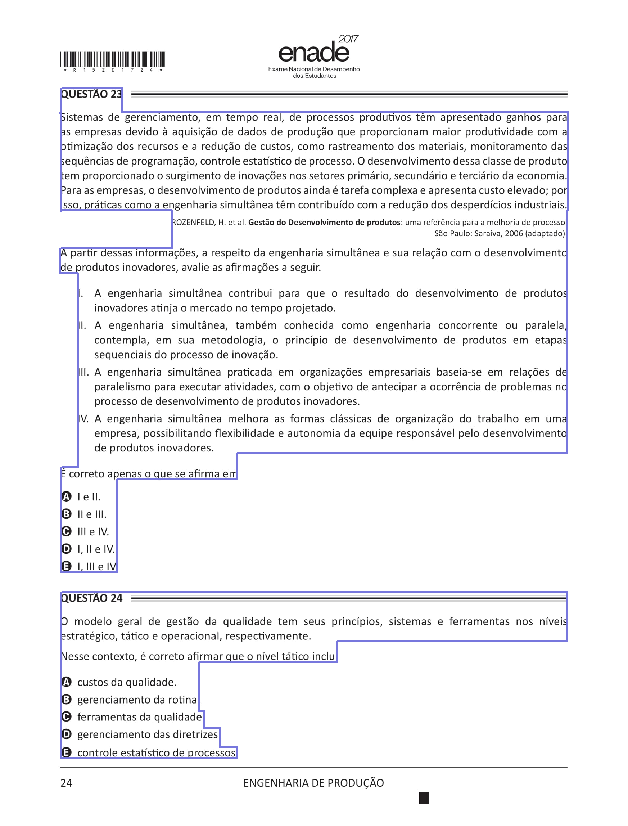 enade 2017
Exame Nacional de Desempenho
dos Estudantes
QUESTÃO 23
Sistemas de gerenciamento, em tempo real, de processos produtivos têm apresentado ganhos para
as empresas devido à aquisição de dados de produção que proporcionam maior produtividade com a
otimização dos recursos e a redução de custos, como rastreamento dos materiais, monitoramento das
sequências de programação, controle estatístico de processo. O desenvolvimento dessa classe de produto
tem proporcionado o surgimento de inovações nos setores primário, secundário e terciário da economia.
Para as empresas, o desenvolvimento de produtos ainda é tarefa complexa e apresenta custo elevado; por
isso, práticas como a engenharia simultânea têm contribuído com a redução dos desperdícios industriais.
ROZENFELD, H. et al. Gestão do Desenvolvimento de produtos: uma referência para a melhoria de processo
São Paulo: Saraiva, 2006 (adaptado)
A partir dessas informações, a respeito da engenharia simultânea e sua relação com o desenvolvimento
de produtos inovadores, avalie as afirmações a seguir.
I. A engenharia simultânea contribui para que o resultado do desenvolvimento de produtos
inovadores atinja o mercado no tempo projetado.
II. A engenharia simultânea, também conhecida como engenharia concorrente ou paralela,
contempla, em sua metodologia, o princípio de desenvolvimento de produtos em etapas
sequenciais do processo de inovação.
III. A engenharia simultânea praticada em organizações empresariais baseia-se em relações de
paralelismo para executar atividades, com o objetivo de antecipar a ocorrência de problemas no
processo de desenvolvimento de produtos inovadores.
IV. A engenharia simultânea melhora as formas clássicas de organização do trabalho em uma
empresa, possibilitando flexibilidade e autonomia da equipe responsável pelo desenvolvimento
de produtos inovadores.
É correto apenas o que se afirma em
A I e II.
B II e III.
C III e IV.
D I, II e IV.
E I, III e IV
QUESTÃO 24
O modelo geral de gestão da qualidade tem seus princípios, sistemas e ferramentas nos níveis
estratégico, tático e operacional, respectivamente.
Nesse contexto, é correto afirmar que o nível tático inclui
A custos da qualidade.
B gerenciamento da rotina
C ferramentas da qualidade
D gerenciamento das diretrizes
E controle estatístico de processos
24
ENGENHARIA DE PRODUÇÃO